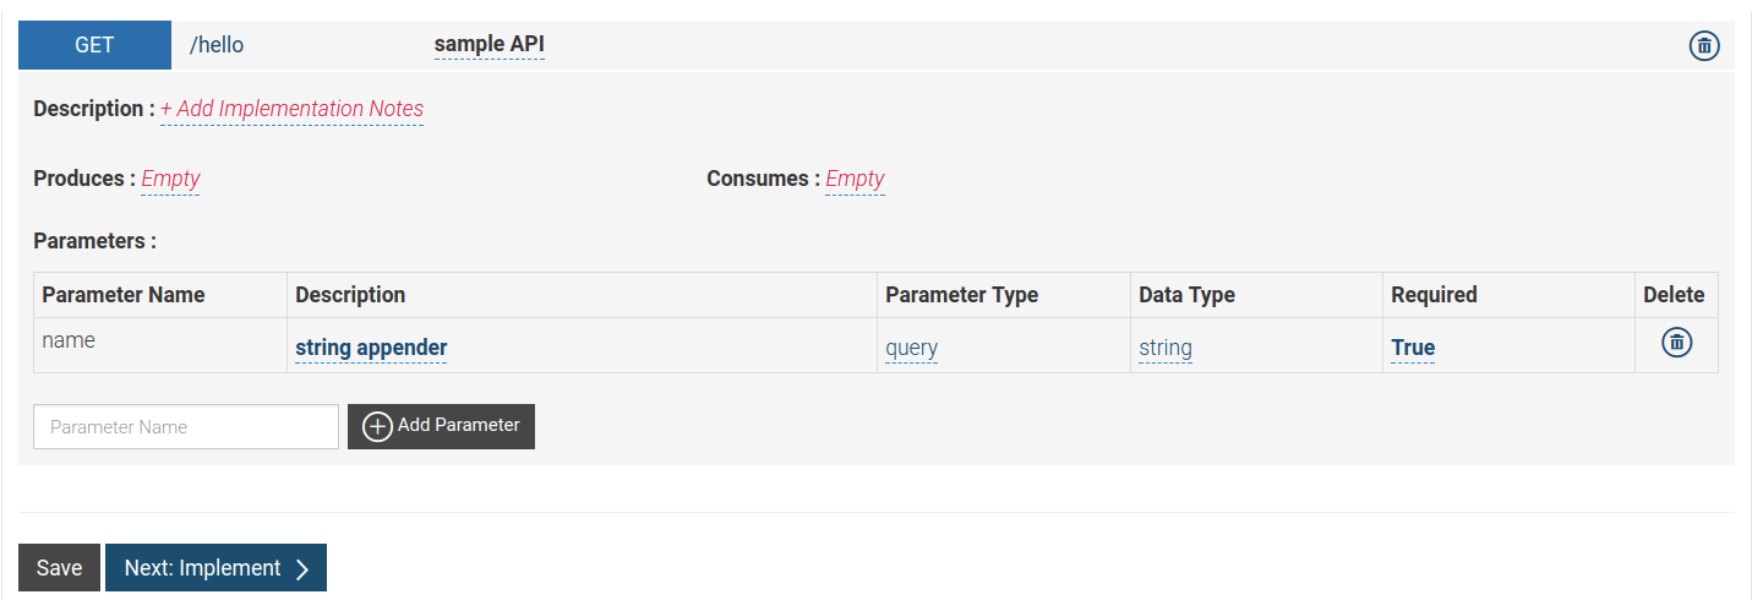 GET /hello sample API
Description : + Add Implementation Notes
Produces : Empty Consumes : Empty
Parameters :
Parameter Name Description Parameter Type Data Type Required Delete
name string appender query string True
Parameter Name Add Parameter
Save Next: Implement